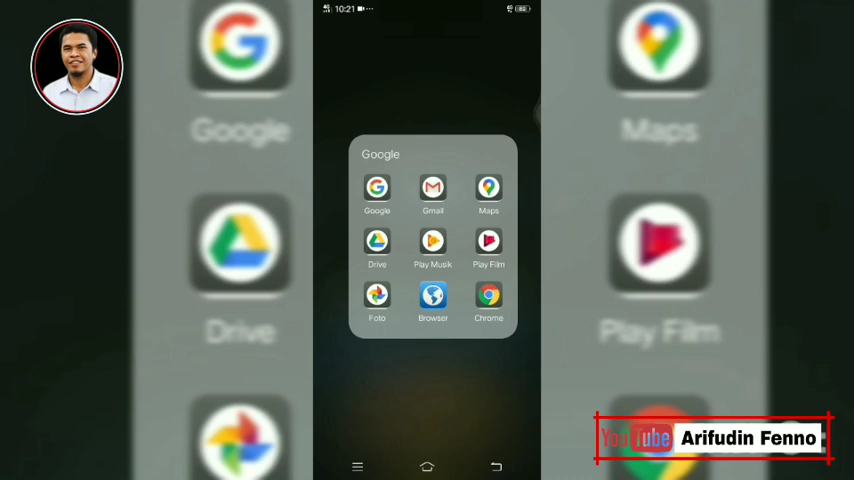 4G 10:21
Google
Google Gmail Maps
Drive Play Musik Play Film
Foto Browser Chrome
Google
Maps
Drive
Play Film
YouTube Arifudin Fenno